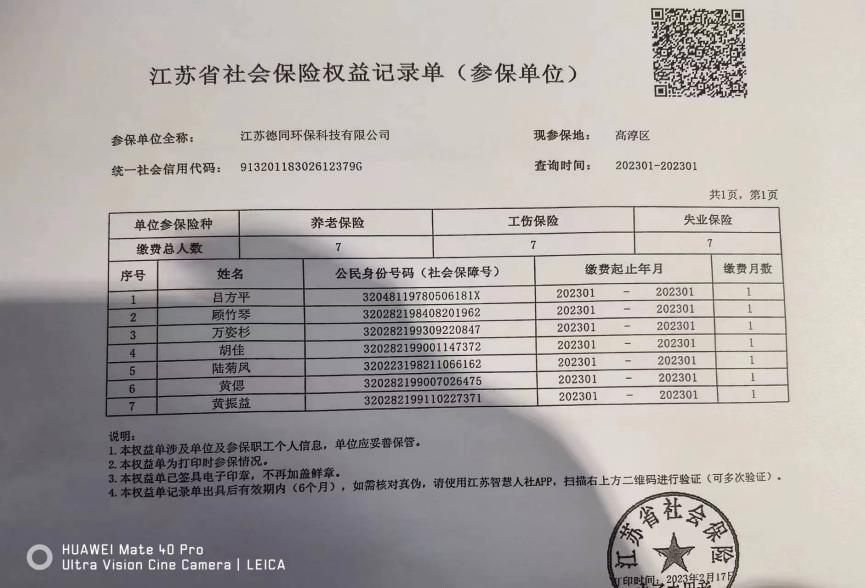 江苏省社会保险权益记录单（参保单位）
参保单位全称： 江苏德同环保科技有限公司 现参保地： 高淳区
统一社会信用代码： 91320118302612379G 查询时间： 202301-202301
共1页，第1页
单位参保险种 养老保险 工伤保险 失业保险
缴费总人数 7 7 7
序号 姓名 公民身份号码（社会保障号） 缴费起止年月 缴费月数
1 吕方平 32048119780506181X 202301 - 202301 1
2 顾竹琴 320282198408201962 202301 - 202301 1
3 万姿杉 320282199309220847 202301 - 202301 1
4 胡佳 320282199001147372 202301 - 202301 1
5 陆菊凤 320223198211066162 202301 - 202301 1
6 黄偲 320282199007026475 202301 - 202301 1
7 黄振益 320282199110227371 202301 - 202301 1
说明：
1.本权益单涉及单位及参保职工个人信息，单位应妥善保管。
2.本权益单为打印时参保情况。
3.本权益单已签具电子印章，不再加盖鲜章。
4.本权益单记录单出具后有效期内（6个月），如需核对真伪，请使用江苏智慧人社APP，扫描右上方二维码进行验证（可多次验证）。
江苏省社会保险
打印时间：2023年2月17日
HUAWEI Mate 40 Pro
Ultra Vision Cine Camera | LEICA